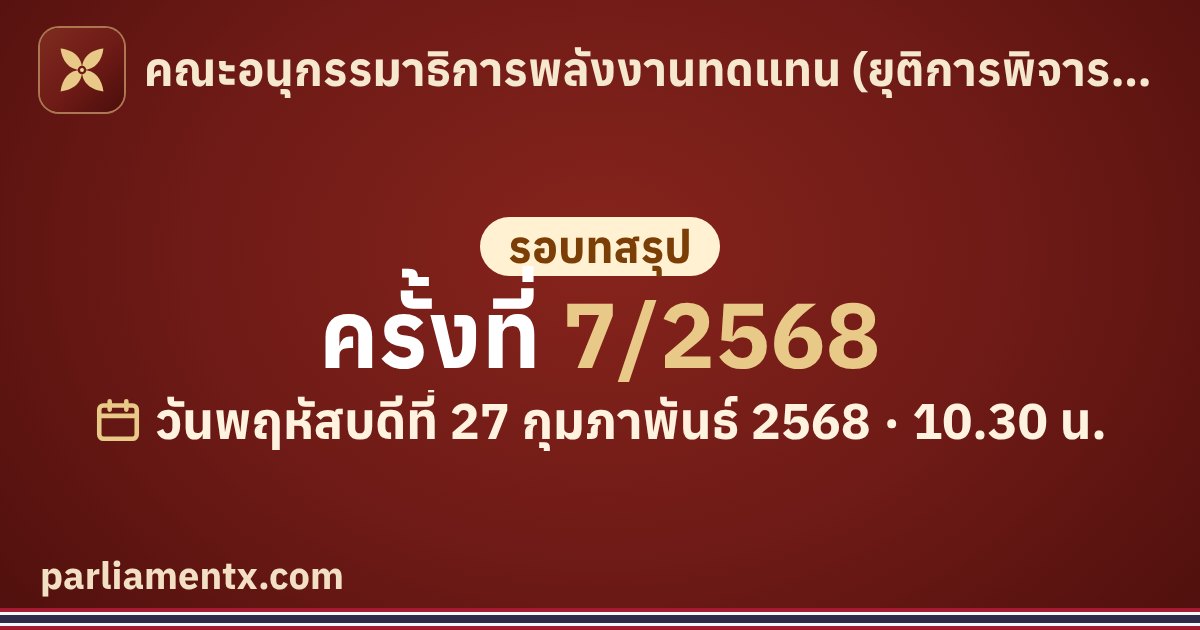 คณะอนุกรรมาธิการพลังงานทดแทน (ยุติการพิจาร...
รอบทสรุป
ครั้งที่ 7/2568
วันพฤหัสบดีที่ 27 กุมภาพันธ์ 2568 · 10.30 น.
parliamentx.com